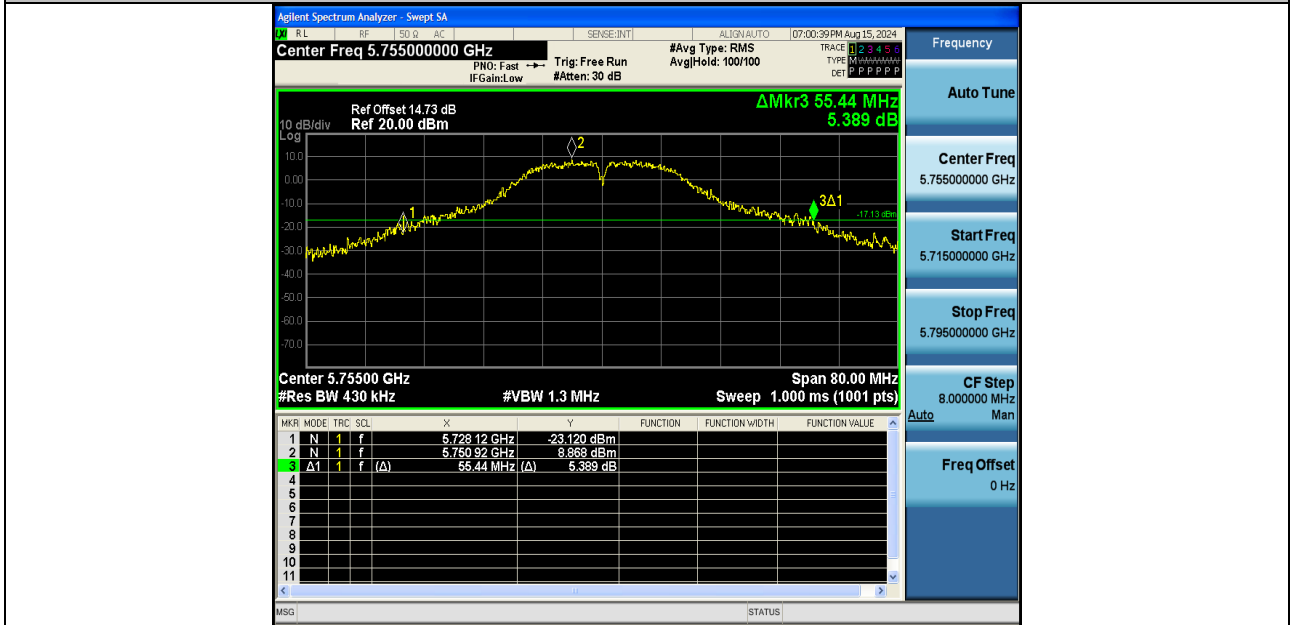 Agilent Spectrum Analyzer - Swept SA
LXI RL RF 50 Ω AC SENSE:INT ALIGN AUTO 07:00:39 PM Aug 15, 2024
Center Freq 5.755000000 GHz
PNO: Fast
IFGain:Low
Trig: Free Run
#Atten: 30 dB
#Avg Type: RMS
Avg|Hold: 100/100
TRACE 1 2 3 4 5 6
TYPE M
DET P P P P P P
ΔMkr3 55.44 MHz
5.389 dB
Ref Offset 14.73 dB
10 dB/div Ref 20.00 dBm
Log
10.0
0.00
-10.0
-20.0
-30.0
-40.0
-50.0
-60.0
-70.0
1
2
3Δ1
-17.13 dBm
Center 5.75500 GHz Span 80.00 MHz
#Res BW 430 kHz #VBW 1.3 MHz Sweep 1.000 ms (1001 pts)
MKR MODE TRC SCL X Y FUNCTION FUNCTION WIDTH FUNCTION VALUE
1 N 1 f 5.728 12 GHz -23.120 dBm
2 N 1 f 5.750 92 GHz 8.868 dBm
3 Δ1 1 f (Δ) 55.44 MHz (Δ) 5.389 dB
4
5
6
7
8
9
10
11
MSG STATUS
Frequency
Auto Tune
Center Freq
5.755000000 GHz
Start Freq
5.715000000 GHz
Stop Freq
5.795000000 GHz
CF Step
8.000000 MHz
Auto Man
Freq Offset
0 Hz